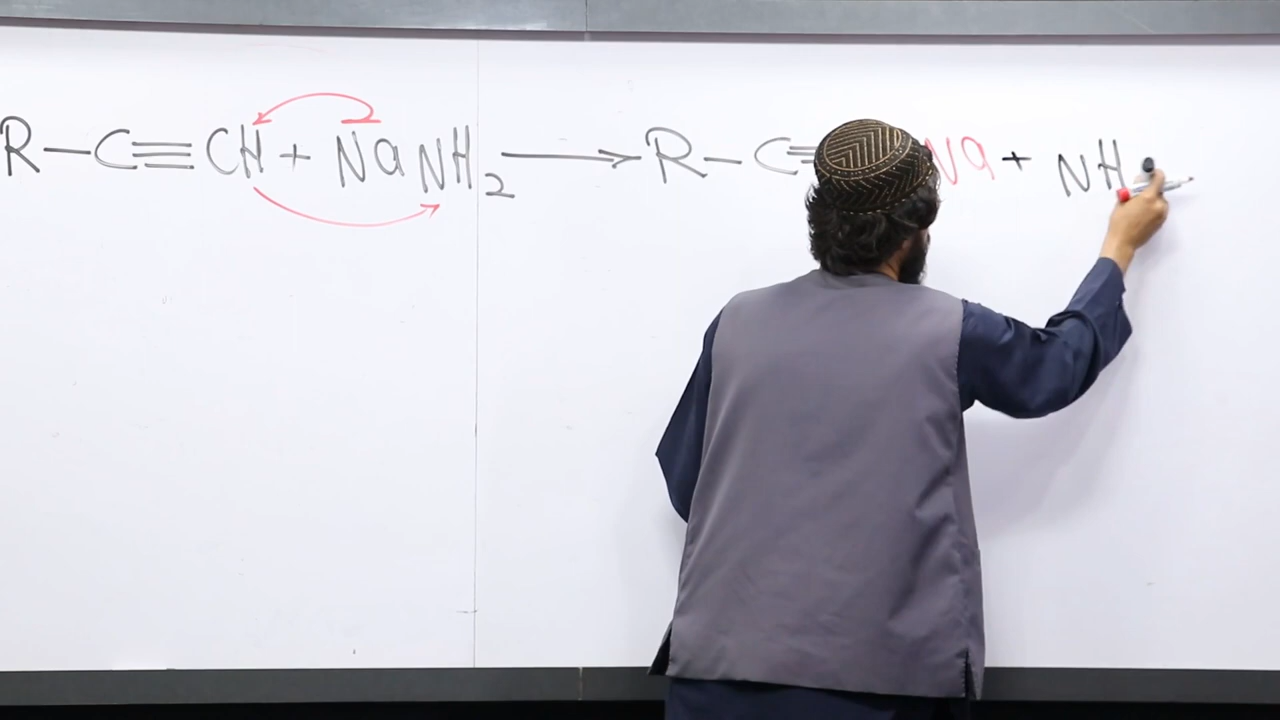 R—C≡CH + NaNH₂ ⟶ R—C≡ Na + NH